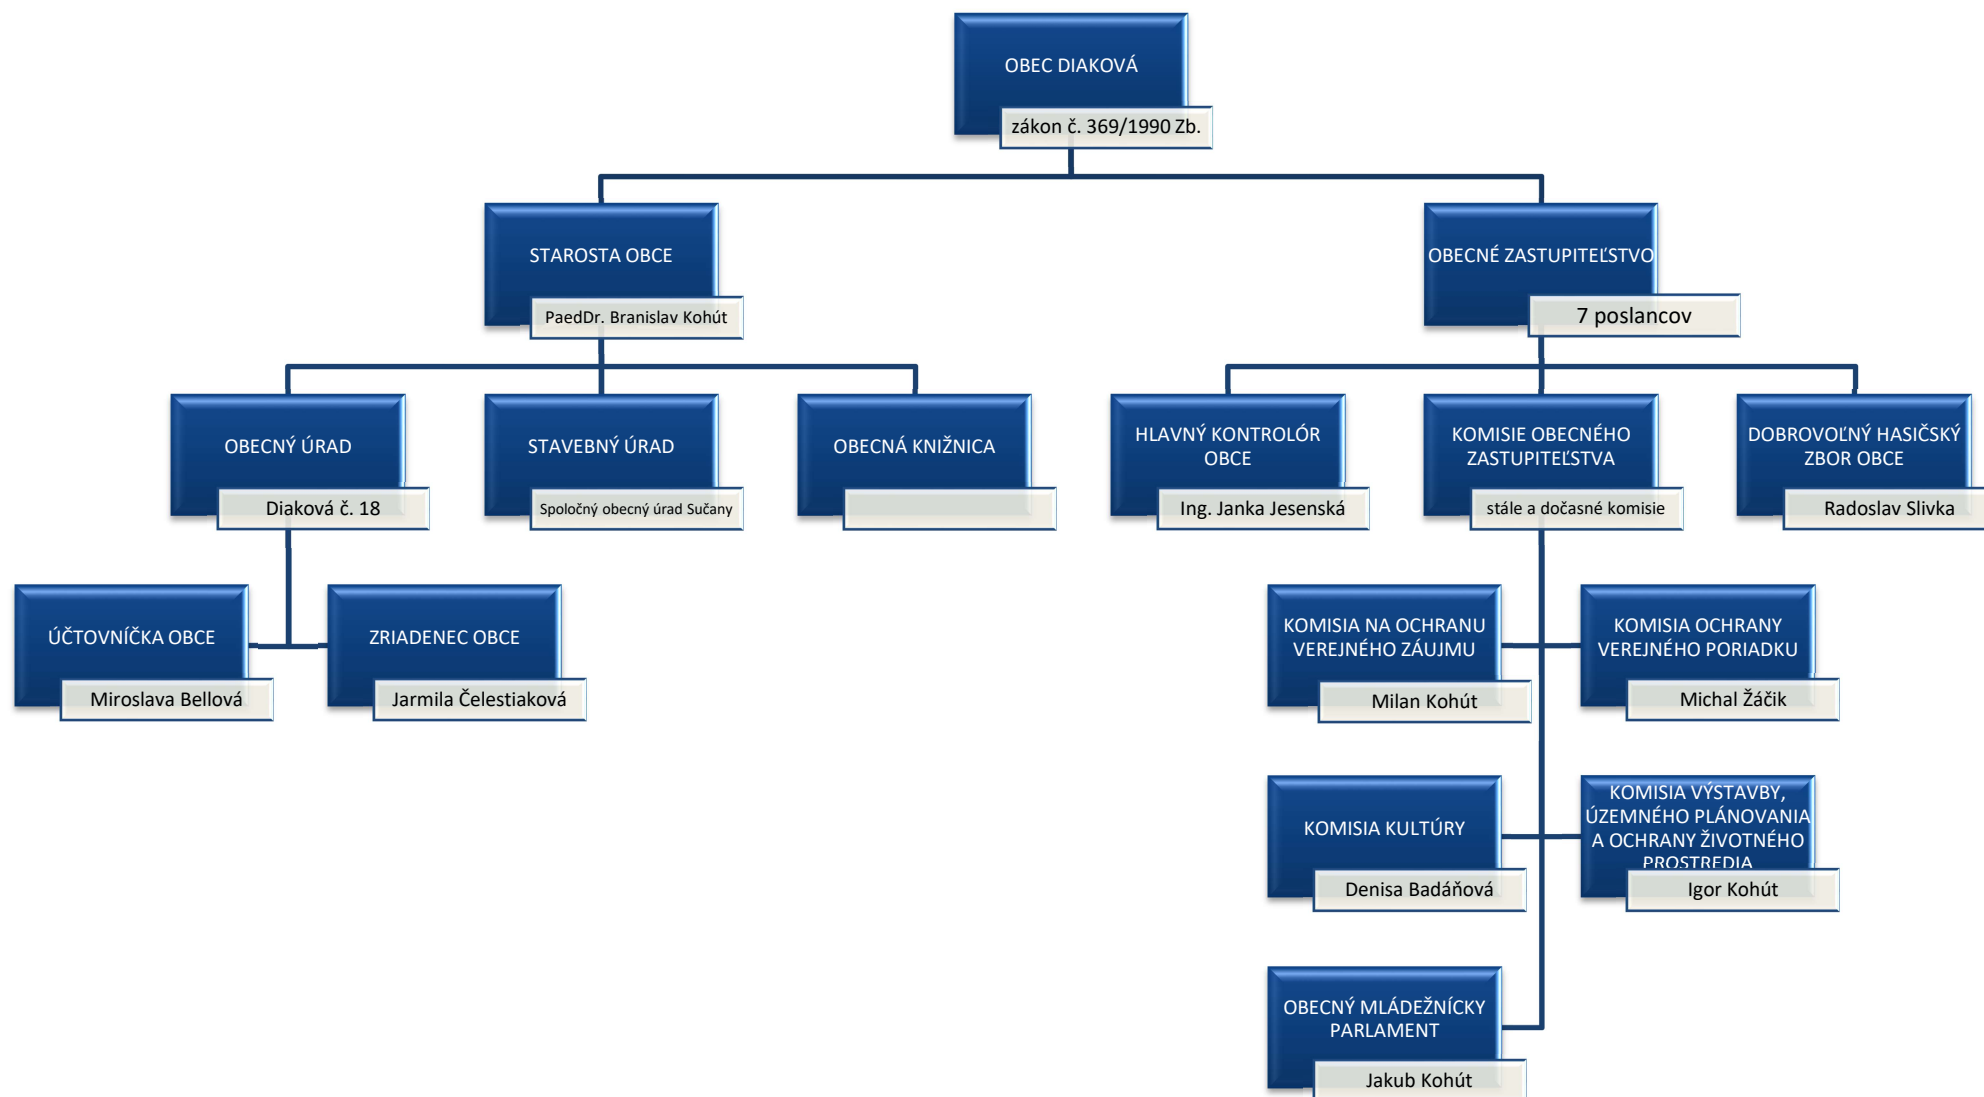 OBEC DIAKOVÁ
zákon č. 369/1990 Zb.
STAROSTA OBCE
PaedDr. Branislav Kohút
OBECNÉ ZASTUPITEĽSTVO
7 poslancov
OBECNÝ ÚRAD
Diaková č. 18
STAVEBNÝ ÚRAD
Spoločný obecný úrad Sučany
OBECNÁ KNIŽNICA
HLAVNÝ KONTROLÓR
OBCE
Ing. Janka Jesenská
KOMISIE OBECNÉHO
ZASTUPITEĽSTVA
stále a dočasné komisie
DOBROVOĽNÝ HASIČSKÝ
ZBOR OBCE
Radoslav Slivka
ÚČTOVNÍČKA OBCE
Miroslava Bellová
ZRIADENEC OBCE
Jarmila Čelestiaková
KOMISIA NA OCHRANU
VEREJNÉHO ZÁUJMU
Milan Kohút
KOMISIA OCHRANY
VEREJNÉHO PORIADKU
Michal Žáčik
KOMISIA KULTÚRY
Denisa Badáňová
KOMISIA VÝSTAVBY,
ÚZEMNÉHO PLÁNOVANIA
A OCHRANY ŽIVOTNÉHO
PROSTREDIA
Igor Kohút
OBECNÝ MLÁDEŽNÍCKY
PARLAMENT
Jakub Kohút